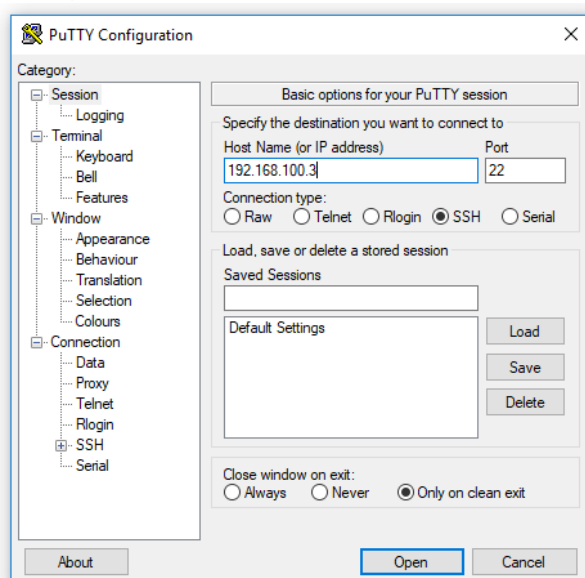 PuTTY Configuration
Category:
Session
Logging
Terminal
Keyboard
Bell
Features
Window
Appearance
Behaviour
Translation
Selection
Colours
Connection
Data
Proxy
Telnet
Rlogin
SSH
Serial
Basic options for your PuTTY session
Specify the destination you want to connect to
Host Name (or IP address) Port
192.168.100.3 22
Connection type:
Raw Telnet Rlogin SSH Serial
Load, save or delete a stored session
Saved Sessions
Default Settings
Load
Save
Delete
Close window on exit:
Always Never Only on clean exit
About Open Cancel